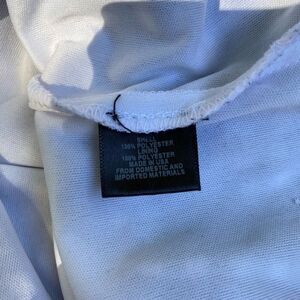 SHELL
100% POLYESTER
LINING
100% POLYESTER
MADE IN USA
FROM DOMESTIC AND
IMPORTED MATERIALS